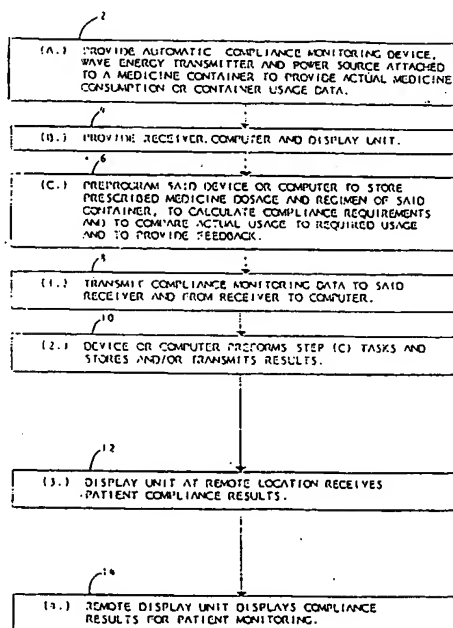 2
(A.) PROVIDE AUTOMATIC COMPLIANCE MONITORING DEVICE,
WAVE ENERGY TRANSMITTER AND POWER SOURCE ATTACHED
TO A MEDICINE CONTAINER TO PROVIDE ACTUAL MEDICINE
CONSUMPTION OR CONTAINER USAGE DATA.
4
(B.) PROVIDE RECEIVER, COMPUTER AND DISPLAY UNIT.
6
(C.) PREPROGRAM SAID DEVICE OR COMPUTER TO STORE
PRESCRIBED MEDICINE DOSAGE AND REGIMEN OF SAID
CONTAINER, TO CALCULATE COMPLIANCE REQUIREMENTS
AND TO COMPARE ACTUAL USAGE TO REQUIRED USAGE
AND TO PROVIDE FEEDBACK.
8
(1.) TRANSMIT COMPLIANCE MONITORING DATA TO SAID
RECEIVER AND FROM RECEIVER TO COMPUTER.
10
(2.) DEVICE OR COMPUTER PREFORMS STEP (C) TASKS AND
STORES AND/OR TRANSMITS RESULTS.
12
(3.) DISPLAY UNIT AT REMOTE LOCATION RECEIVES
PATIENT COMPLIANCE RESULTS.
14
(4.) REMOTE DISPLAY UNIT DISPLAYS COMPLIANCE
RESULTS FOR PATIENT MONITORING.